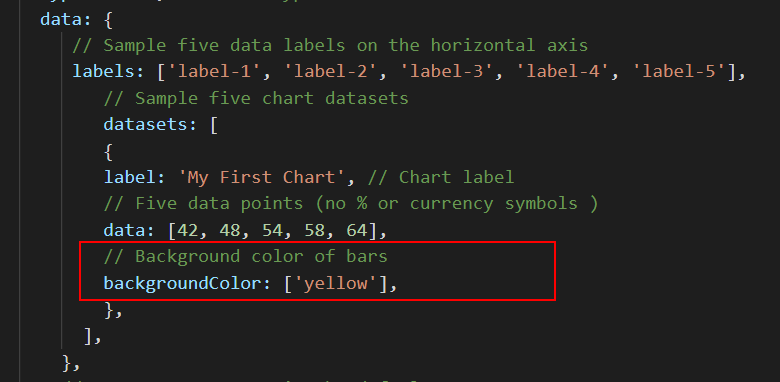 data: {
// Sample five data labels on the horizontal axis
labels: ['label-1', 'label-2', 'label-3', 'label-4', 'label-5'],
// Sample five chart datasets
datasets: [
{
label: 'My First Chart', // Chart label
// Five data points (no % or currency symbols )
data: [42, 48, 54, 58, 64],
// Background color of bars
backgroundColor: ['yellow'],
},
],
},